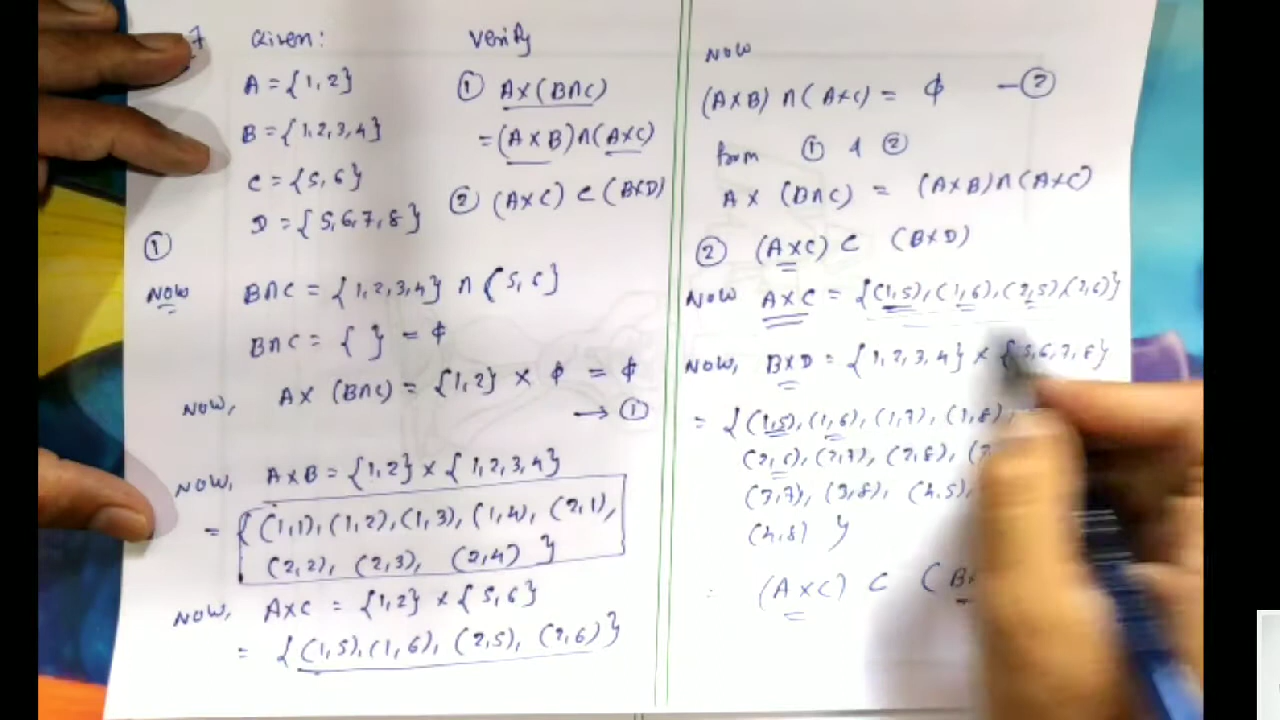 7 Given: Verify
A = {1,2} ① A×(B∩C)
B = {1,2,3,4} = (A×B)∩(A×C)
C = {5,6}
② (A×C) ⊂ (B×D)
D = {5,6,7,8}
①
Now B∩C = {1,2,3,4} ∩ {5,6}
B∩C = { } = ϕ
Now, A×(B∩C) = {1,2} × ϕ = ϕ
→ ①
Now, A×B = {1,2} × {1,2,3,4}
= {(1,1),(1,2),(1,3),(1,4),(2,1),
(2,2),(2,3),(2,4)}
Now, A×C = {1,2} × {5,6}
= {(1,5),(1,6),(2,5),(2,6)}
Now
(A×B)∩(A×C) = ϕ —②
from ① & ②
A×(B∩C) = (A×B)∩(A×C)
② (A×C) ⊂ (B×D)
Now A×C = {(1,5),(1,6),(2,5),(2,6)}
Now, B×D = {1,2,3,4} × {5,6,7,8}
= {(1,5),(1,6),(1,7),(1,8),
(2,6),(2,7),(2,8),
(3,7),(3,8),(4,5),
(4,8)}
(A×C) ⊂